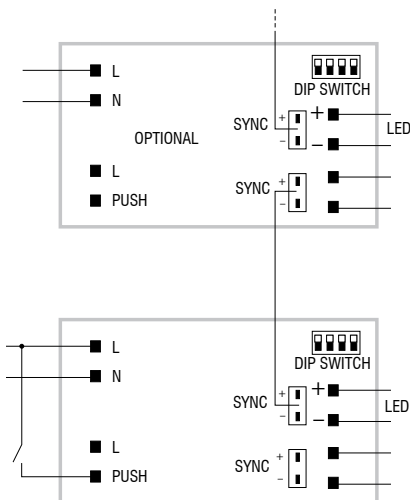 L
DIP SWITCH
N
SYNC + + LED
OPTIONAL
- -
L
SYNC +
PUSH
-
L
DIP SWITCH
N
SYNC + + LED
- -
L
SYNC +
PUSH
-